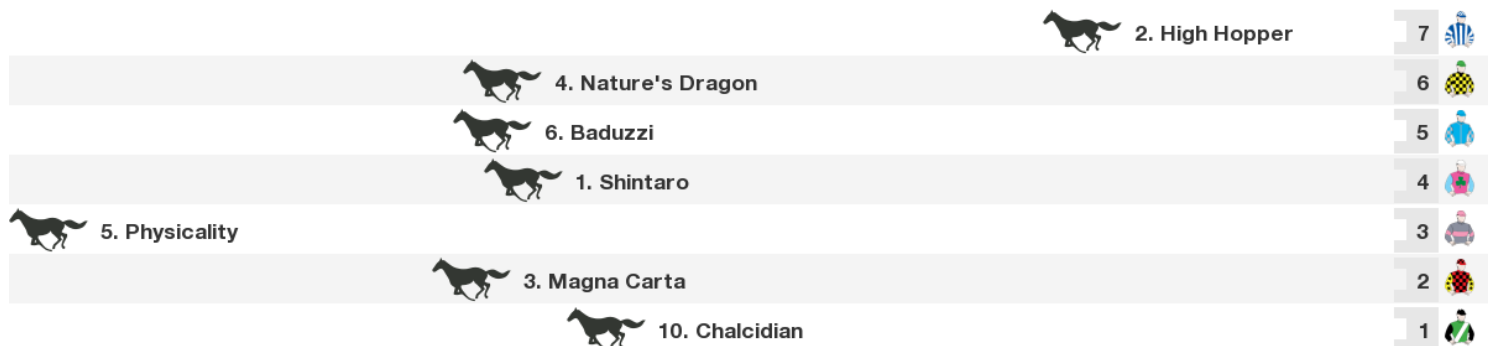 2. High Hopper 7
4. Nature's Dragon 6
6. Baduzzi 5
1. Shintaro 4
5. Physicality 3
3. Magna Carta 2
10. Chalcidian 1